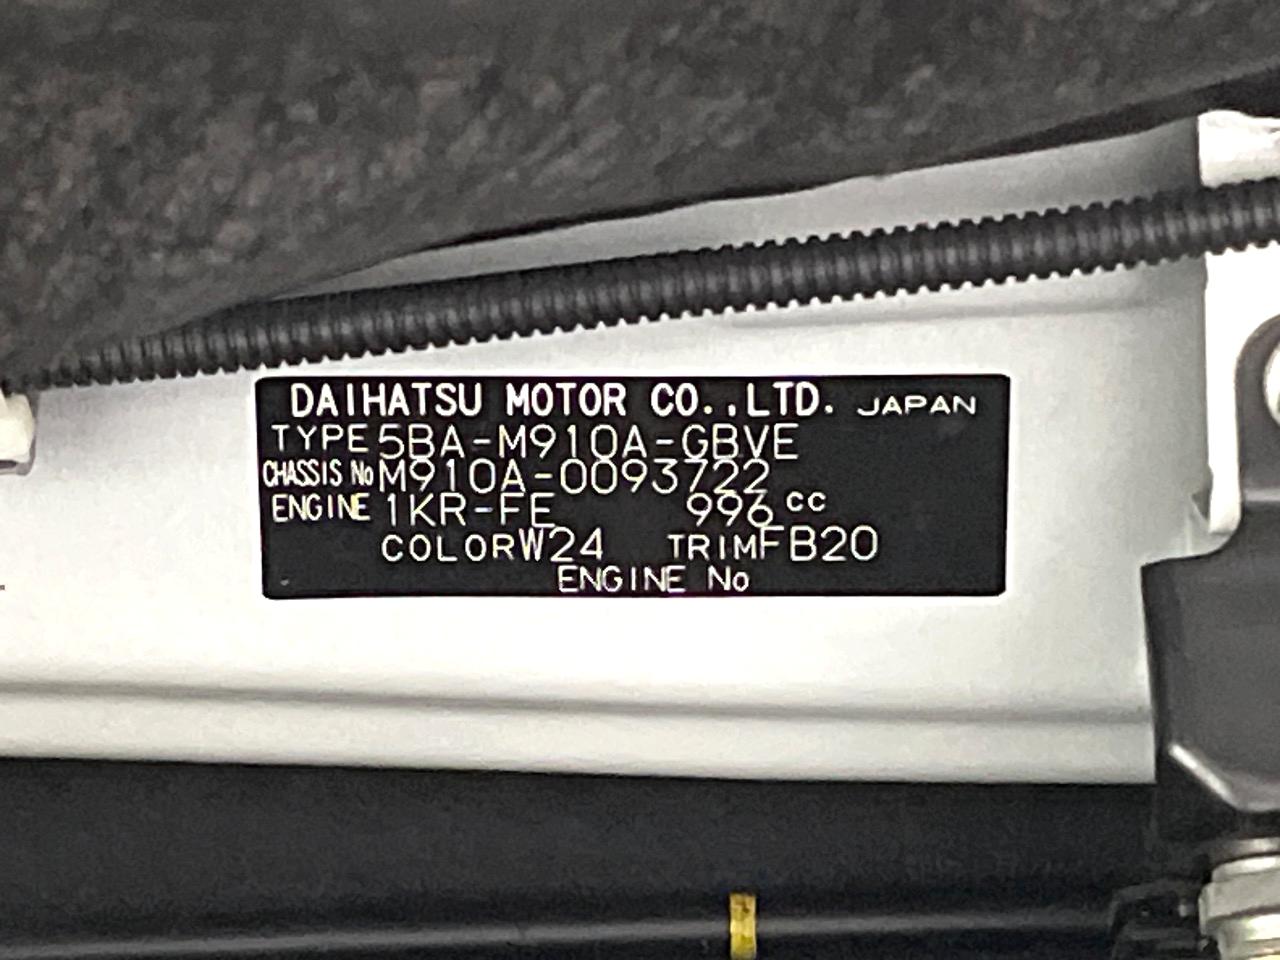 DAIHATSU MOTOR CO.,LTD. JAPAN
TYPE 5BA-M910A-GBVE
CHASSIS No M910A-0093722
ENGINE 1KR-FE 996 cc
COLOR W24 TRIM FB20
ENGINE No